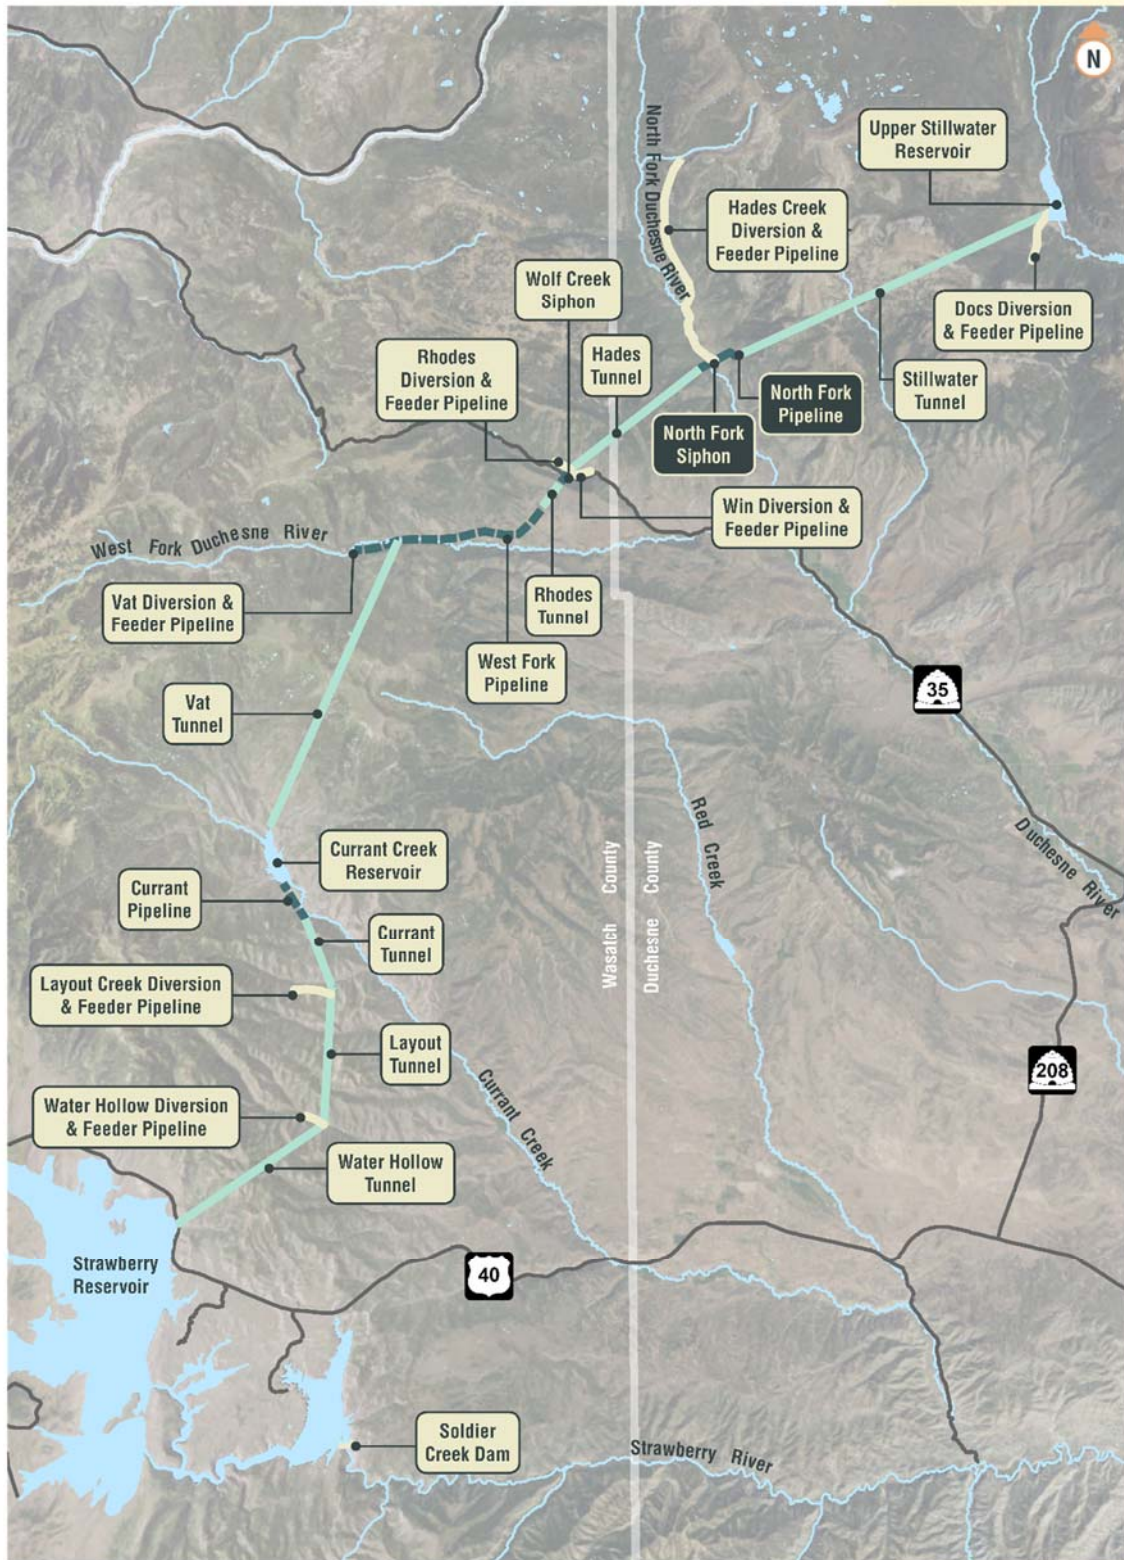 N
North Fork Duchesne River
Upper Stillwater
Reservoir
Hades Creek
Diversion &
Feeder Pipeline
Wolf Creek
Siphon
Docs Diversion
& Feeder Pipeline
Rhodes
Diversion &
Feeder Pipeline
Hades
Tunnel
Stillwater
Tunnel
North Fork
Pipeline
North Fork
Siphon
Win Diversion &
Feeder Pipeline
West Fork Duchesne River
Vat Diversion &
Feeder Pipeline
Rhodes
Tunnel
West Fork
Pipeline
35
Vat
Tunnel
Red Creek
Duchesne River
Currant Creek
Reservoir
Wasatch County
Duchesne County
Currant
Pipeline
Currant
Tunnel
Layout Creek Diversion
& Feeder Pipeline
Layout
Tunnel
208
Currant Creek
Water Hollow Diversion
& Feeder Pipeline
Water Hollow
Tunnel
Strawberry
Reservoir
40
Soldier
Creek Dam
Strawberry River